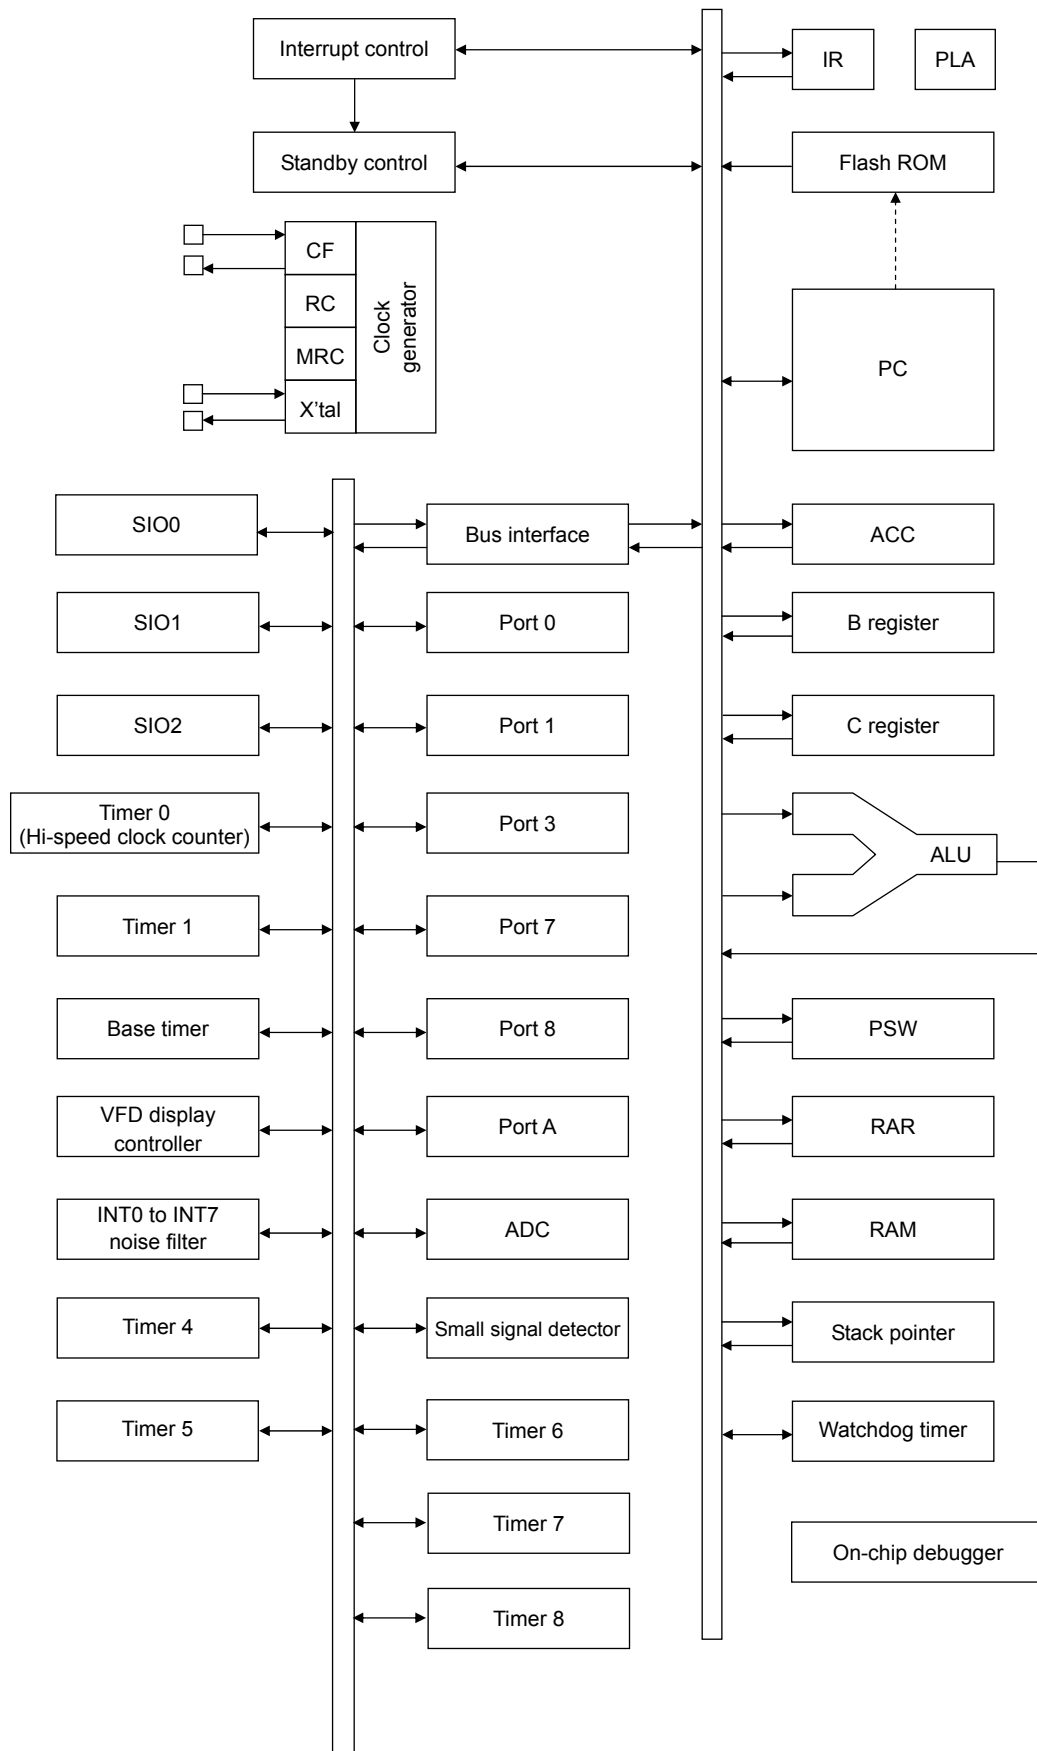 Interrupt control
IR
PLA
Standby control
Flash ROM
CF
RC
MRC
X'tal
Clock
generator
PC
SIO0
Bus interface
ACC
SIO1
Port 0
B register
SIO2
Port 1
C register
Timer 0
(Hi-speed clock counter)
Port 3
ALU
Timer 1
Port 7
Base timer
Port 8
PSW
VFD display
controller
Port A
RAR
INT0 to INT7
noise filter
ADC
RAM
Timer 4
Small signal detector
Stack pointer
Timer 5
Timer 6
Watchdog timer
Timer 7
On-chip debugger
Timer 8